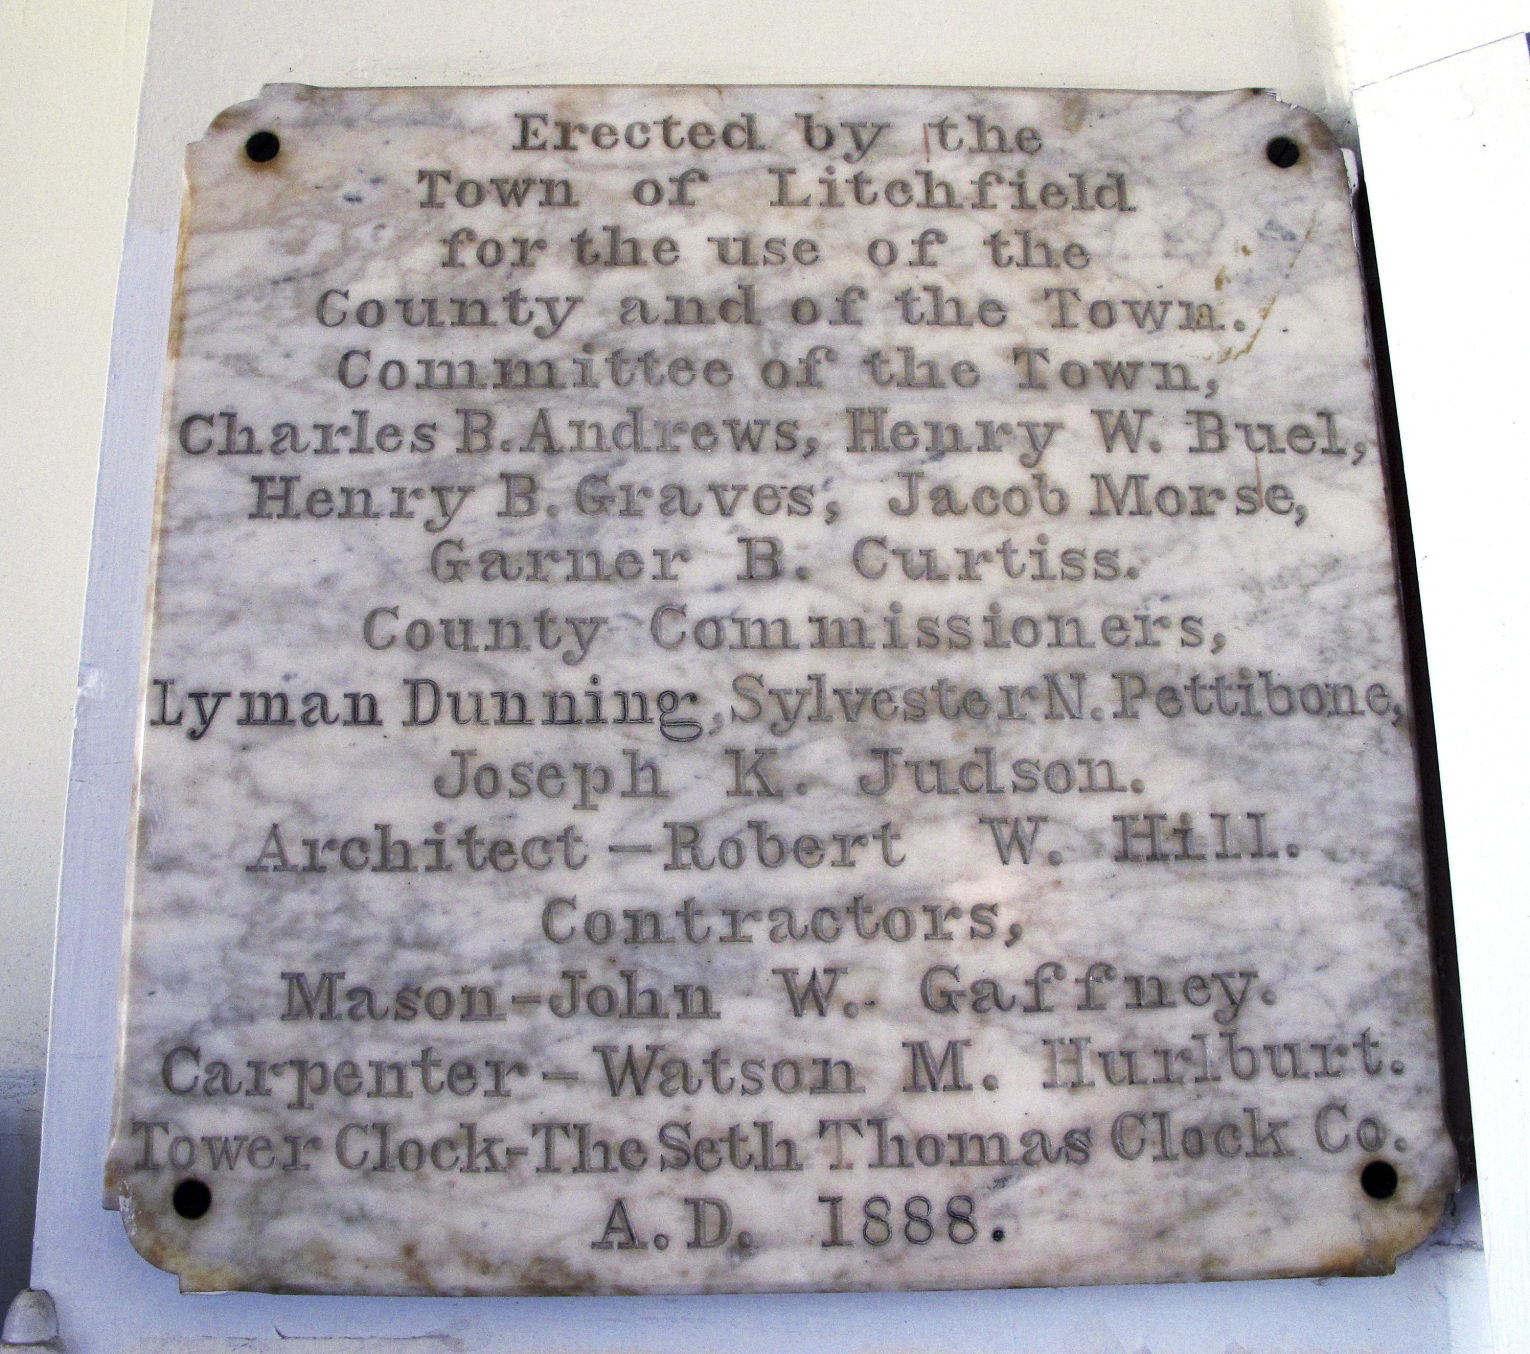 Erected by the
Town of Litchfield
for the use of the
County and of the Town.
Committee of the Town,
Charles B. Andrews, Henry W. Buel,
Henry B. Graves, Jacob Morse,
Garner B. Curtiss.
County Commissioners,
Lyman Dunning, Sylvester N. Pettibone,
Joseph K. Judson.
Architect – Robert W. Hill.
Contractors,
Mason – John W. Gaffney.
Carpenter – Watson M. Hurlburt.
Tower Clock - The Seth Thomas Clock Co.
A.D. 1888.